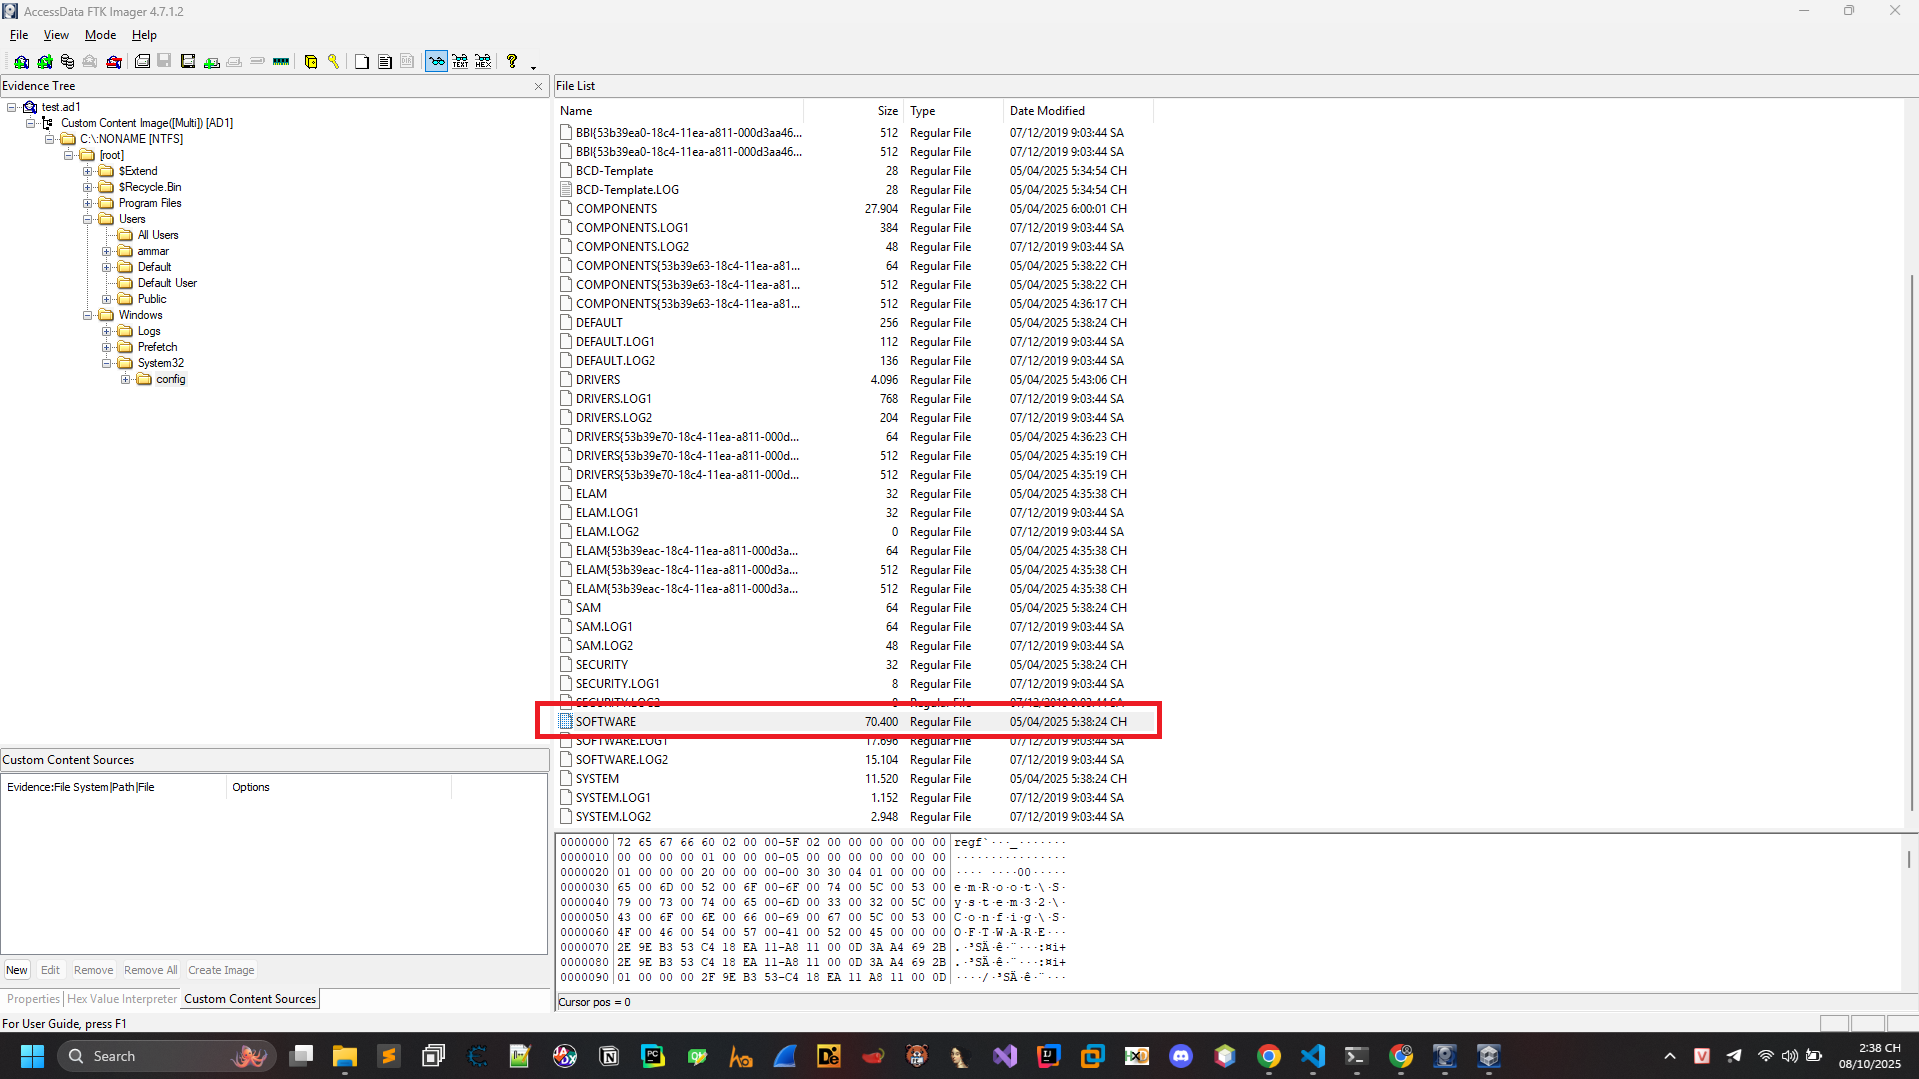 AccessData FTK Imager 4.7.1.2
File View Mode Help
Evidence Tree
test.ad1
Custom Content Image([Multi]) [AD1]
C:\:NONAME [NTFS]
[root]
$Extend
$Recycle.Bin
Program Files
Users
All Users
ammar
Default
Default User
Public
Windows
Logs
Prefetch
System32
config
File List
Name Size Type Date Modified
BBI{53b39ea0-18c4-11ea-a811-000d3aa46... 512 Regular File 07/12/2019 9:03:44 SA
BBI{53b39ea0-18c4-11ea-a811-000d3aa46... 512 Regular File 07/12/2019 9:03:44 SA
BCD-Template 28 Regular File 05/04/2025 5:34:54 CH
BCD-Template.LOG 28 Regular File 05/04/2025 5:34:54 CH
COMPONENTS 27.904 Regular File 05/04/2025 6:00:01 CH
COMPONENTS.LOG1 384 Regular File 07/12/2019 9:03:44 SA
COMPONENTS.LOG2 48 Regular File 07/12/2019 9:03:44 SA
COMPONENTS{53b39e63-18c4-11ea-a81... 64 Regular File 05/04/2025 5:38:22 CH
COMPONENTS{53b39e63-18c4-11ea-a81... 512 Regular File 05/04/2025 5:38:22 CH
COMPONENTS{53b39e63-18c4-11ea-a81... 512 Regular File 05/04/2025 4:36:17 CH
DEFAULT 256 Regular File 05/04/2025 5:38:24 CH
DEFAULT.LOG1 112 Regular File 07/12/2019 9:03:44 SA
DEFAULT.LOG2 136 Regular File 07/12/2019 9:03:44 SA
DRIVERS 4.096 Regular File 05/04/2025 5:43:06 CH
DRIVERS.LOG1 768 Regular File 07/12/2019 9:03:44 SA
DRIVERS.LOG2 204 Regular File 07/12/2019 9:03:44 SA
DRIVERS{53b39e70-18c4-11ea-a811-000d... 64 Regular File 05/04/2025 4:36:23 CH
DRIVERS{53b39e70-18c4-11ea-a811-000d... 512 Regular File 05/04/2025 4:35:19 CH
DRIVERS{53b39e70-18c4-11ea-a811-000d... 512 Regular File 05/04/2025 4:35:19 CH
ELAM 32 Regular File 05/04/2025 4:35:38 CH
ELAM.LOG1 32 Regular File 07/12/2019 9:03:44 SA
ELAM.LOG2 0 Regular File 07/12/2019 9:03:44 SA
ELAM{53b39eac-18c4-11ea-a811-000d3a... 64 Regular File 05/04/2025 4:35:38 CH
ELAM{53b39eac-18c4-11ea-a811-000d3a... 512 Regular File 05/04/2025 4:35:38 CH
ELAM{53b39eac-18c4-11ea-a811-000d3a... 512 Regular File 05/04/2025 4:35:38 CH
SAM 64 Regular File 05/04/2025 5:38:24 CH
SAM.LOG1 64 Regular File 07/12/2019 9:03:44 SA
SAM.LOG2 48 Regular File 07/12/2019 9:03:44 SA
SECURITY 32 Regular File 05/04/2025 5:38:24 CH
SECURITY.LOG1 8 Regular File 07/12/2019 9:03:44 SA
SECURITY.LOG2 Regular File 07/12/2019 9:03:44 SA
SOFTWARE 70.400 Regular File 05/04/2025 5:38:24 CH
SOFTWARE.LOG1 17.696 Regular File 07/12/2019 9:03:44 SA
SOFTWARE.LOG2 15.104 Regular File 07/12/2019 9:03:44 SA
SYSTEM 11.520 Regular File 05/04/2025 5:38:24 CH
SYSTEM.LOG1 1.152 Regular File 07/12/2019 9:03:44 SA
SYSTEM.LOG2 2.948 Regular File 07/12/2019 9:03:44 SA
Custom Content Sources
Evidence:File System|Path|File Options
New Edit Remove Remove All Create Image
Properties Hex Value Interpreter Custom Content Sources
0000000 72 65 67 66 60 02 00 00-5F 02 00 00 00 00 00 00 regf`···_·······
0000010 00 00 00 00 01 00 00 00-05 00 00 00 00 00 00 00 ················
0000020 01 00 00 00 20 00 00 00-00 30 30 04 01 00 00 00 ···· ····00·····
0000030 65 00 6D 00 52 00 6F 00-6F 00 74 00 5C 00 53 00 e·m·R·o·o·t·\·S·
0000040 79 00 73 00 74 00 65 00-6D 00 33 00 32 00 5C 00 y·s·t·e·m·3·2·\·
0000050 43 00 6F 00 6E 00 66 00-69 00 67 00 5C 00 53 00 C·o·n·f·i·g·\·S·
0000060 4F 00 46 00 54 00 57 00-41 00 52 00 45 00 00 00 O·F·T·W·A·R·E···
0000070 2E 9E B3 53 C4 18 EA 11-A8 11 00 0D 3A A4 69 2B .·³SÄ·ê·¨···:¤i+
0000080 2E 9E B3 53 C4 18 EA 11-A8 11 00 0D 3A A4 69 2B .·³SÄ·ê·¨···:¤i+
0000090 01 00 00 00 2F 9E B3 53-C4 18 EA 11 A8 11 00 0D ····/·³SÄ·ê·¨···
Cursor pos = 0
For User Guide, press F1
Search
2:38 CH
08/10/2025